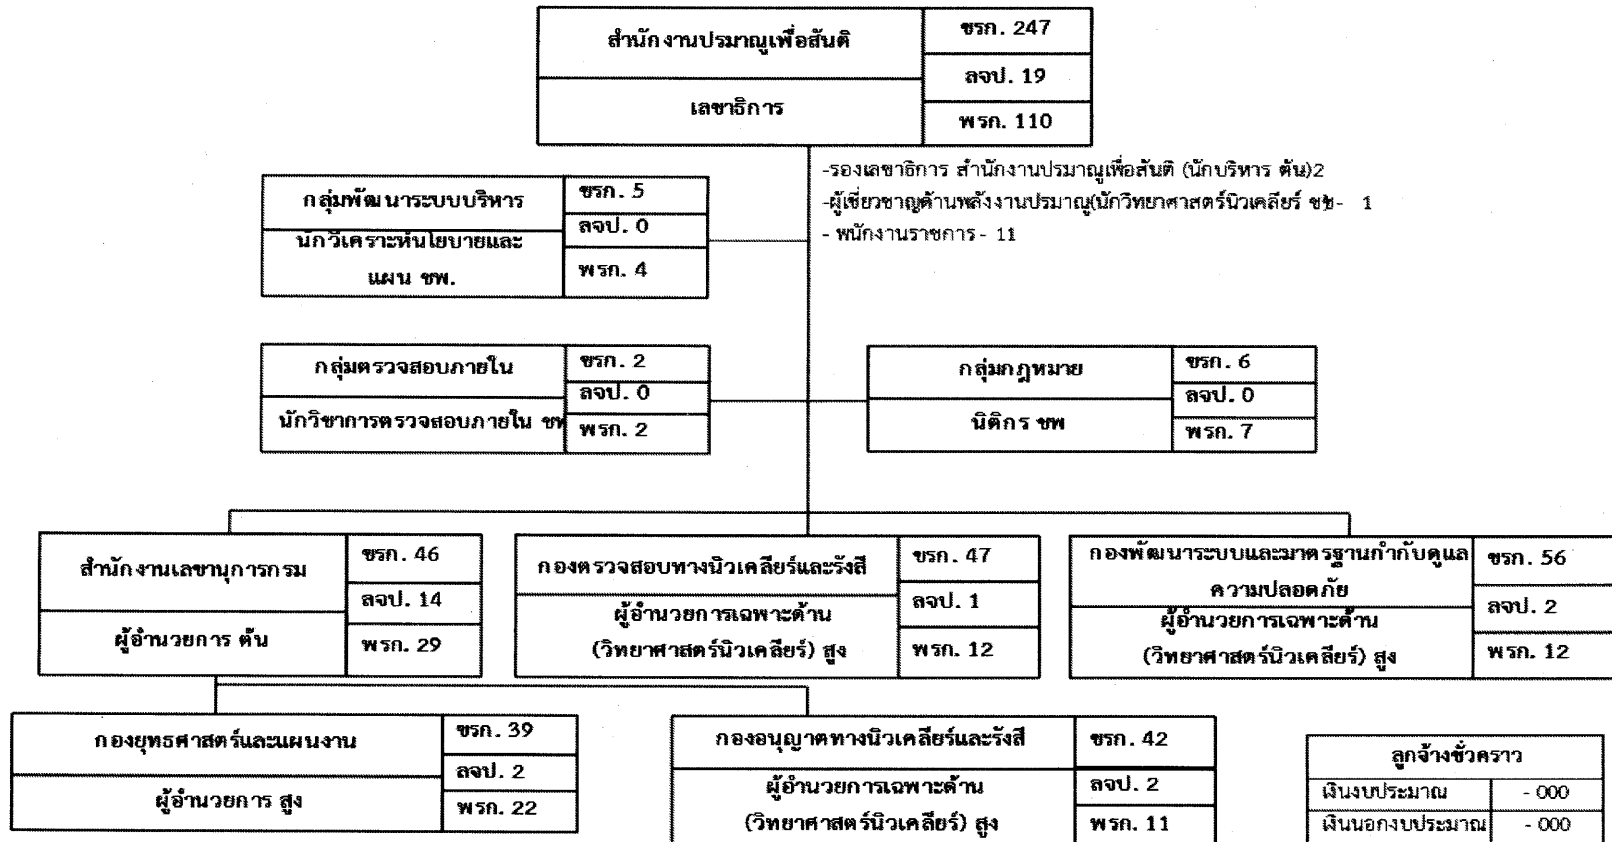 สำนักงานปรมาณูเพื่อสันติ
ขรก. 247
ลจป. 19
เลขาธิการ
พรก. 110
-รองเลขาธิการ สำนักงานปรมาณูเพื่อสันติ (นักบริหาร ต้น)2
-ผู้เชี่ยวชาญด้านพลังงานปรมาณู(นักวิทยาศาสตร์นิวเคลียร์ ชช- 1
- พนักงานราชการ- 11
กลุ่มพัฒนาระบบบริหาร
ขรก. 5
ลจป. 0
นักวิเคราะห์นโยบายและ
แผน ชพ.
พรก. 4
กลุ่มตรวจสอบภายใน
ขรก. 2
ลจป. 0
นักวิชาการตรวจสอบภายใน ชพ
พรก. 2
กลุ่มกฎหมาย
ขรก. 6
ลจป. 0
นิติกร ชพ
พรก. 7
สำนักงานเลขานุการกรม
ขรก. 46
ลจป. 14
ผู้อำนวยการ ต้น
พรก. 29
กองตรวจสอบทางนิวเคลียร์และรังสี
ขรก. 47
ลจป. 1
ผู้อำนวยการเฉพาะด้าน
(วิทยาศาสตร์นิวเคลียร์) สูง
พรก. 12
กองพัฒนาระบบและมาตรฐานกำกับดูแล
ความปลอดภัย
ขรก. 56
ลจป. 2
ผู้อำนวยการเฉพาะด้าน
(วิทยาศาสตร์นิวเคลียร์) สูง
พรก. 12
กองยุทธศาสตร์และแผนงาน
ขรก. 39
ลจป. 2
ผู้อำนวยการ สูง
พรก. 22
กองอนุญาตทางนิวเคลียร์และรังสี
ขรก. 42
ลจป. 2
ผู้อำนวยการเฉพาะด้าน
(วิทยาศาสตร์นิวเคลียร์) สูง
พรก. 11
ลูกจ้างชั่วคราว
เงินงบประมาณ - 000
เงินนอกงบประมาณ - 000